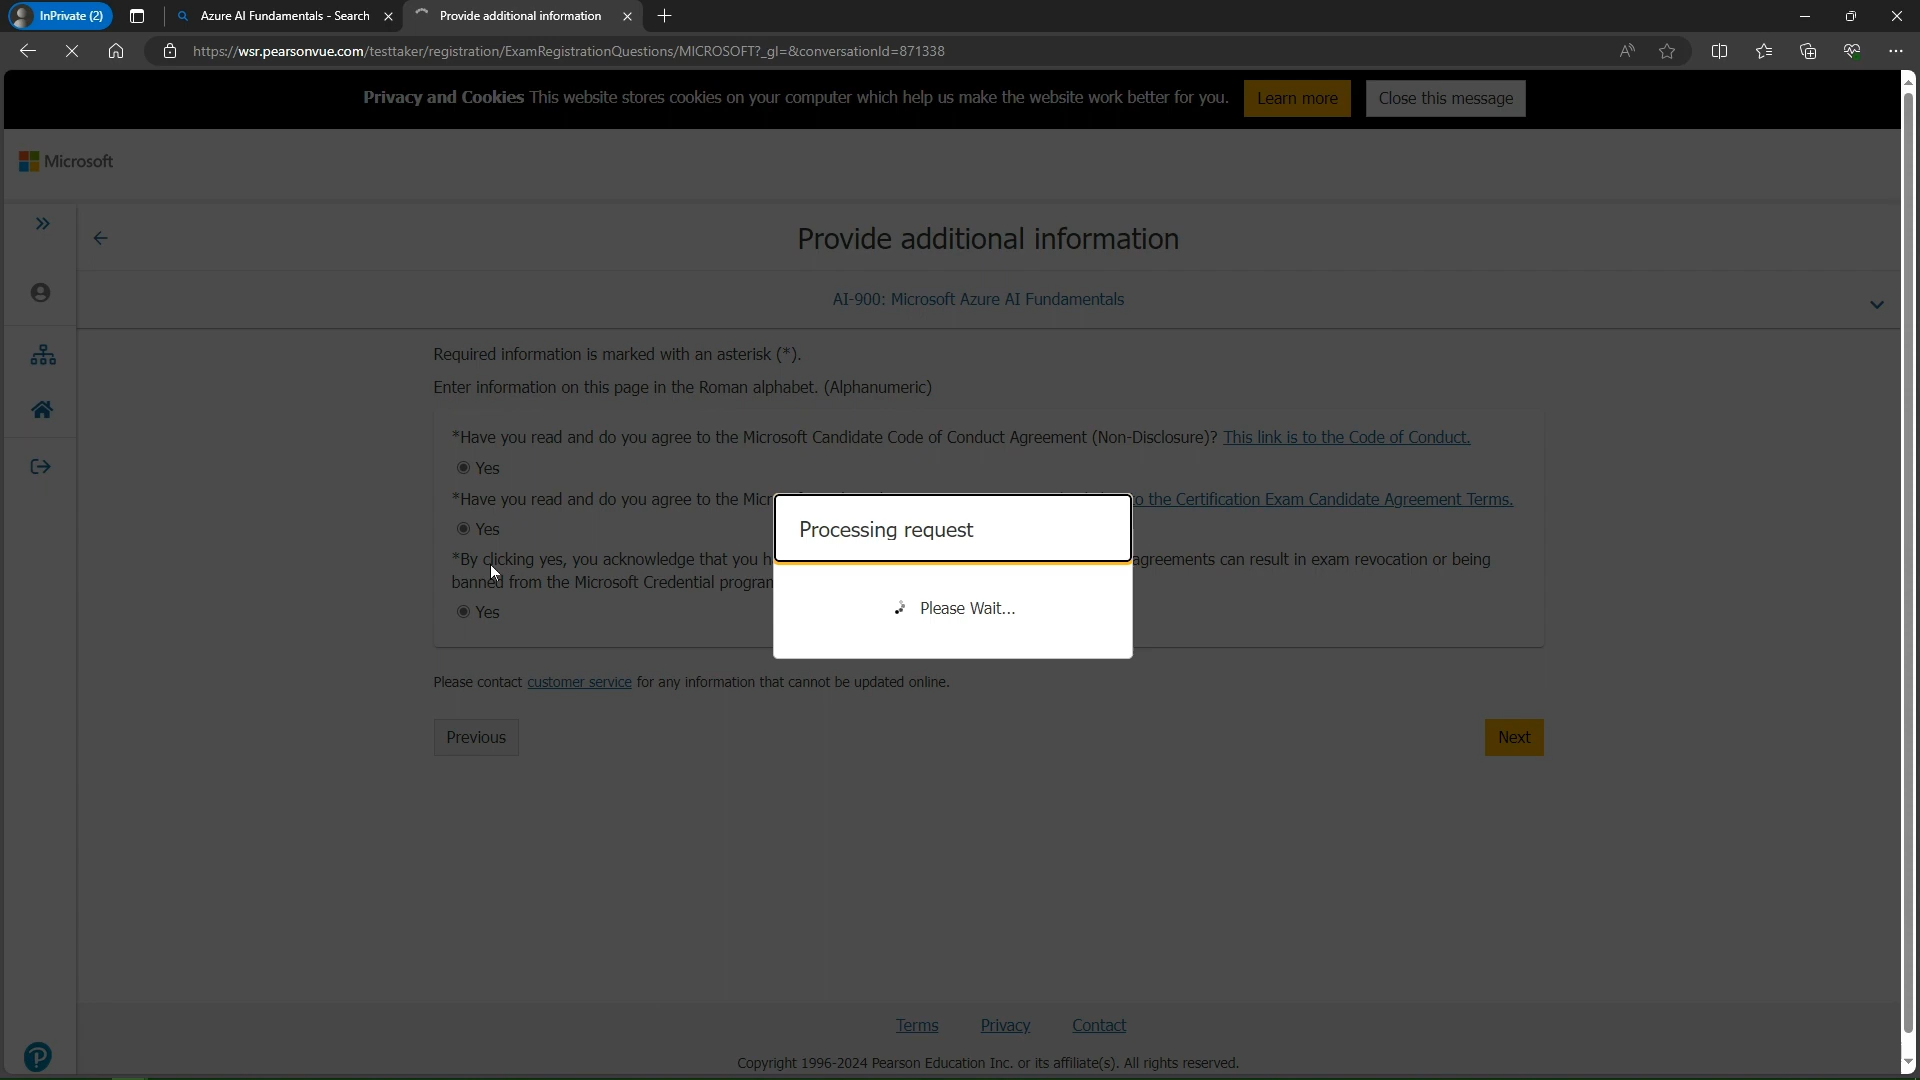 InPrivate (2)
Azure AI Fundamentals - Search
Provide additional information
https://wsr.pearsonvue.com/testtaker/registration/ExamRegistrationQuestions/MICROSOFT?_gl=&conversationId=871338
Privacy and Cookies This website stores cookies on your computer which help us make the website work better for you.
Learn more
Close this message
Microsoft
Provide additional information
AI-900: Microsoft Azure AI Fundamentals
Required information is marked with an asterisk (*).
Enter information on this page in the Roman alphabet. (Alphanumeric)
*Have you read and do you agree to the Microsoft Candidate Code of Conduct Agreement (Non-Disclosure)? This link is to the Code of Conduct.
Yes
*Have you read and do you agree to the Micr
to the Certification Exam Candidate Agreement Terms.
Yes
*By clicking yes, you acknowledge that you h
agreements can result in exam revocation or being
banned from the Microsoft Credential program
Yes
Processing request
Please Wait...
Please contact customer service for any information that cannot be updated online.
Previous
Next
Terms
Privacy
Contact
Copyright 1996-2024 Pearson Education Inc. or its affiliate(s). All rights reserved.